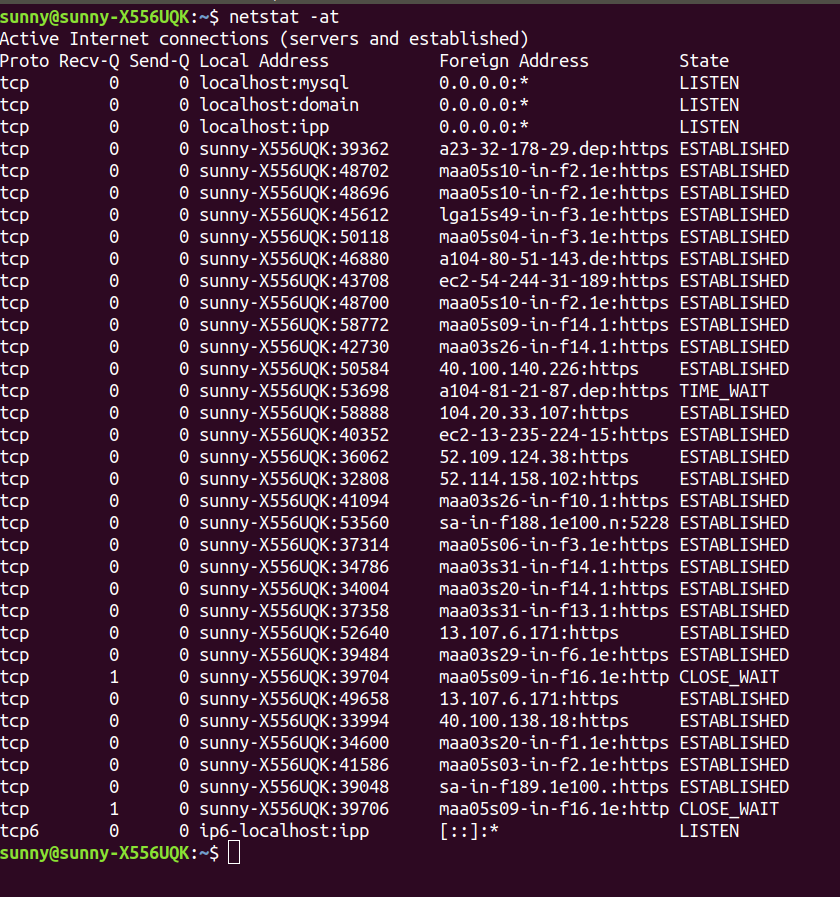 sunny@sunny-X556UQK:~$ netstat -at
Active Internet connections (servers and established)
Proto Recv-Q Send-Q Local Address           Foreign Address         State
tcp        0      0 localhost:mysql         0.0.0.0:*               LISTEN
tcp        0      0 localhost:domain        0.0.0.0:*               LISTEN
tcp        0      0 localhost:ipp           0.0.0.0:*               LISTEN
tcp        0      0 sunny-X556UQK:39362     a23-32-178-29.dep:https ESTABLISHED
tcp        0      0 sunny-X556UQK:48702     maa05s10-in-f2.1e:https ESTABLISHED
tcp        0      0 sunny-X556UQK:48696     maa05s10-in-f2.1e:https ESTABLISHED
tcp        0      0 sunny-X556UQK:45612     lga15s49-in-f3.1e:https ESTABLISHED
tcp        0      0 sunny-X556UQK:50118     maa05s04-in-f3.1e:https ESTABLISHED
tcp        0      0 sunny-X556UQK:46880     a104-80-51-143.de:https ESTABLISHED
tcp        0      0 sunny-X556UQK:43708     ec2-54-244-31-189:https ESTABLISHED
tcp        0      0 sunny-X556UQK:48700     maa05s10-in-f2.1e:https ESTABLISHED
tcp        0      0 sunny-X556UQK:58772     maa05s09-in-f14.1:https ESTABLISHED
tcp        0      0 sunny-X556UQK:42730     maa03s26-in-f14.1:https ESTABLISHED
tcp        0      0 sunny-X556UQK:50584     40.100.140.226:https    ESTABLISHED
tcp        0      0 sunny-X556UQK:53698     a104-81-21-87.dep:https TIME_WAIT
tcp        0      0 sunny-X556UQK:58888     104.20.33.107:https     ESTABLISHED
tcp        0      0 sunny-X556UQK:40352     ec2-13-235-224-15:https ESTABLISHED
tcp        0      0 sunny-X556UQK:36062     52.109.124.38:https     ESTABLISHED
tcp        0      0 sunny-X556UQK:32808     52.114.158.102:https    ESTABLISHED
tcp        0      0 sunny-X556UQK:41094     maa03s26-in-f10.1:https ESTABLISHED
tcp        0      0 sunny-X556UQK:53560     sa-in-f188.1e100.n:5228 ESTABLISHED
tcp        0      0 sunny-X556UQK:37314     maa05s06-in-f3.1e:https ESTABLISHED
tcp        0      0 sunny-X556UQK:34786     maa03s31-in-f14.1:https ESTABLISHED
tcp        0      0 sunny-X556UQK:34004     maa03s20-in-f14.1:https ESTABLISHED
tcp        0      0 sunny-X556UQK:37358     maa03s31-in-f13.1:https ESTABLISHED
tcp        0      0 sunny-X556UQK:52640     13.107.6.171:https      ESTABLISHED
tcp        0      0 sunny-X556UQK:39484     maa03s29-in-f6.1e:https ESTABLISHED
tcp        1      0 sunny-X556UQK:39704     maa05s09-in-f16.1e:http CLOSE_WAIT
tcp        0      0 sunny-X556UQK:49658     13.107.6.171:https      ESTABLISHED
tcp        0      0 sunny-X556UQK:33994     40.100.138.18:https     ESTABLISHED
tcp        0      0 sunny-X556UQK:34600     maa03s20-in-f1.1e:https ESTABLISHED
tcp        0      0 sunny-X556UQK:41586     maa05s03-in-f2.1e:https ESTABLISHED
tcp        0      0 sunny-X556UQK:39048     sa-in-f189.1e100.:https ESTABLISHED
tcp        1      0 sunny-X556UQK:39706     maa05s09-in-f16.1e:http CLOSE_WAIT
tcp6       0      0 ip6-localhost:ipp       [::]:*                  LISTEN
sunny@sunny-X556UQK:~$